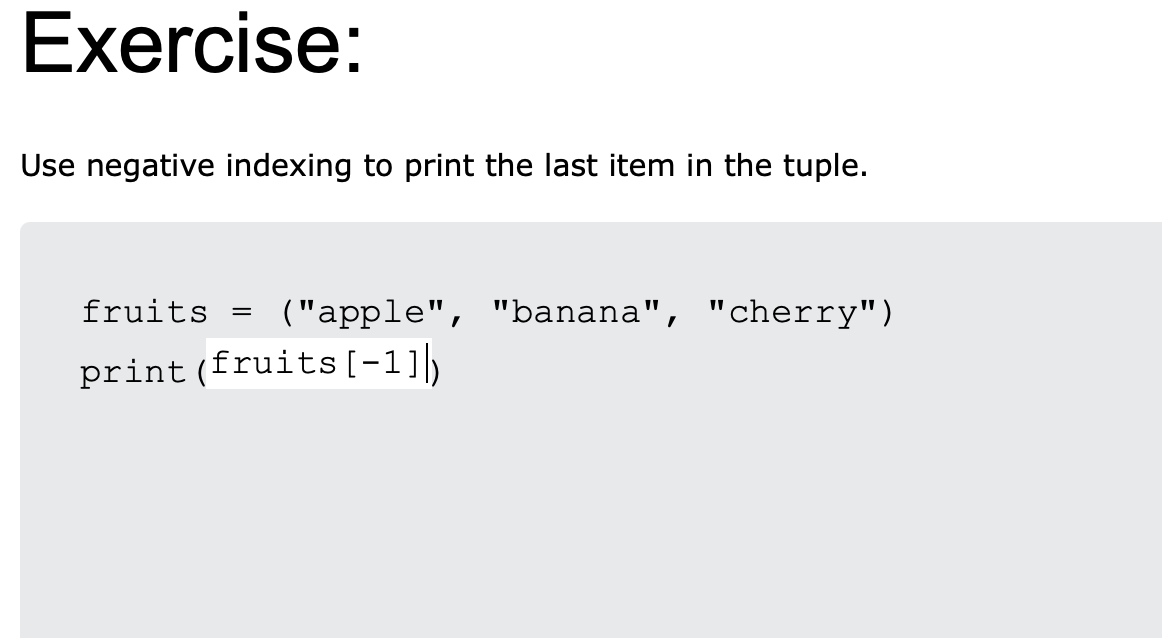 Exercise:
Use negative indexing to print the last item in the tuple.
fruits = ("apple", "banana", "cherry")
print(fruits[-1])